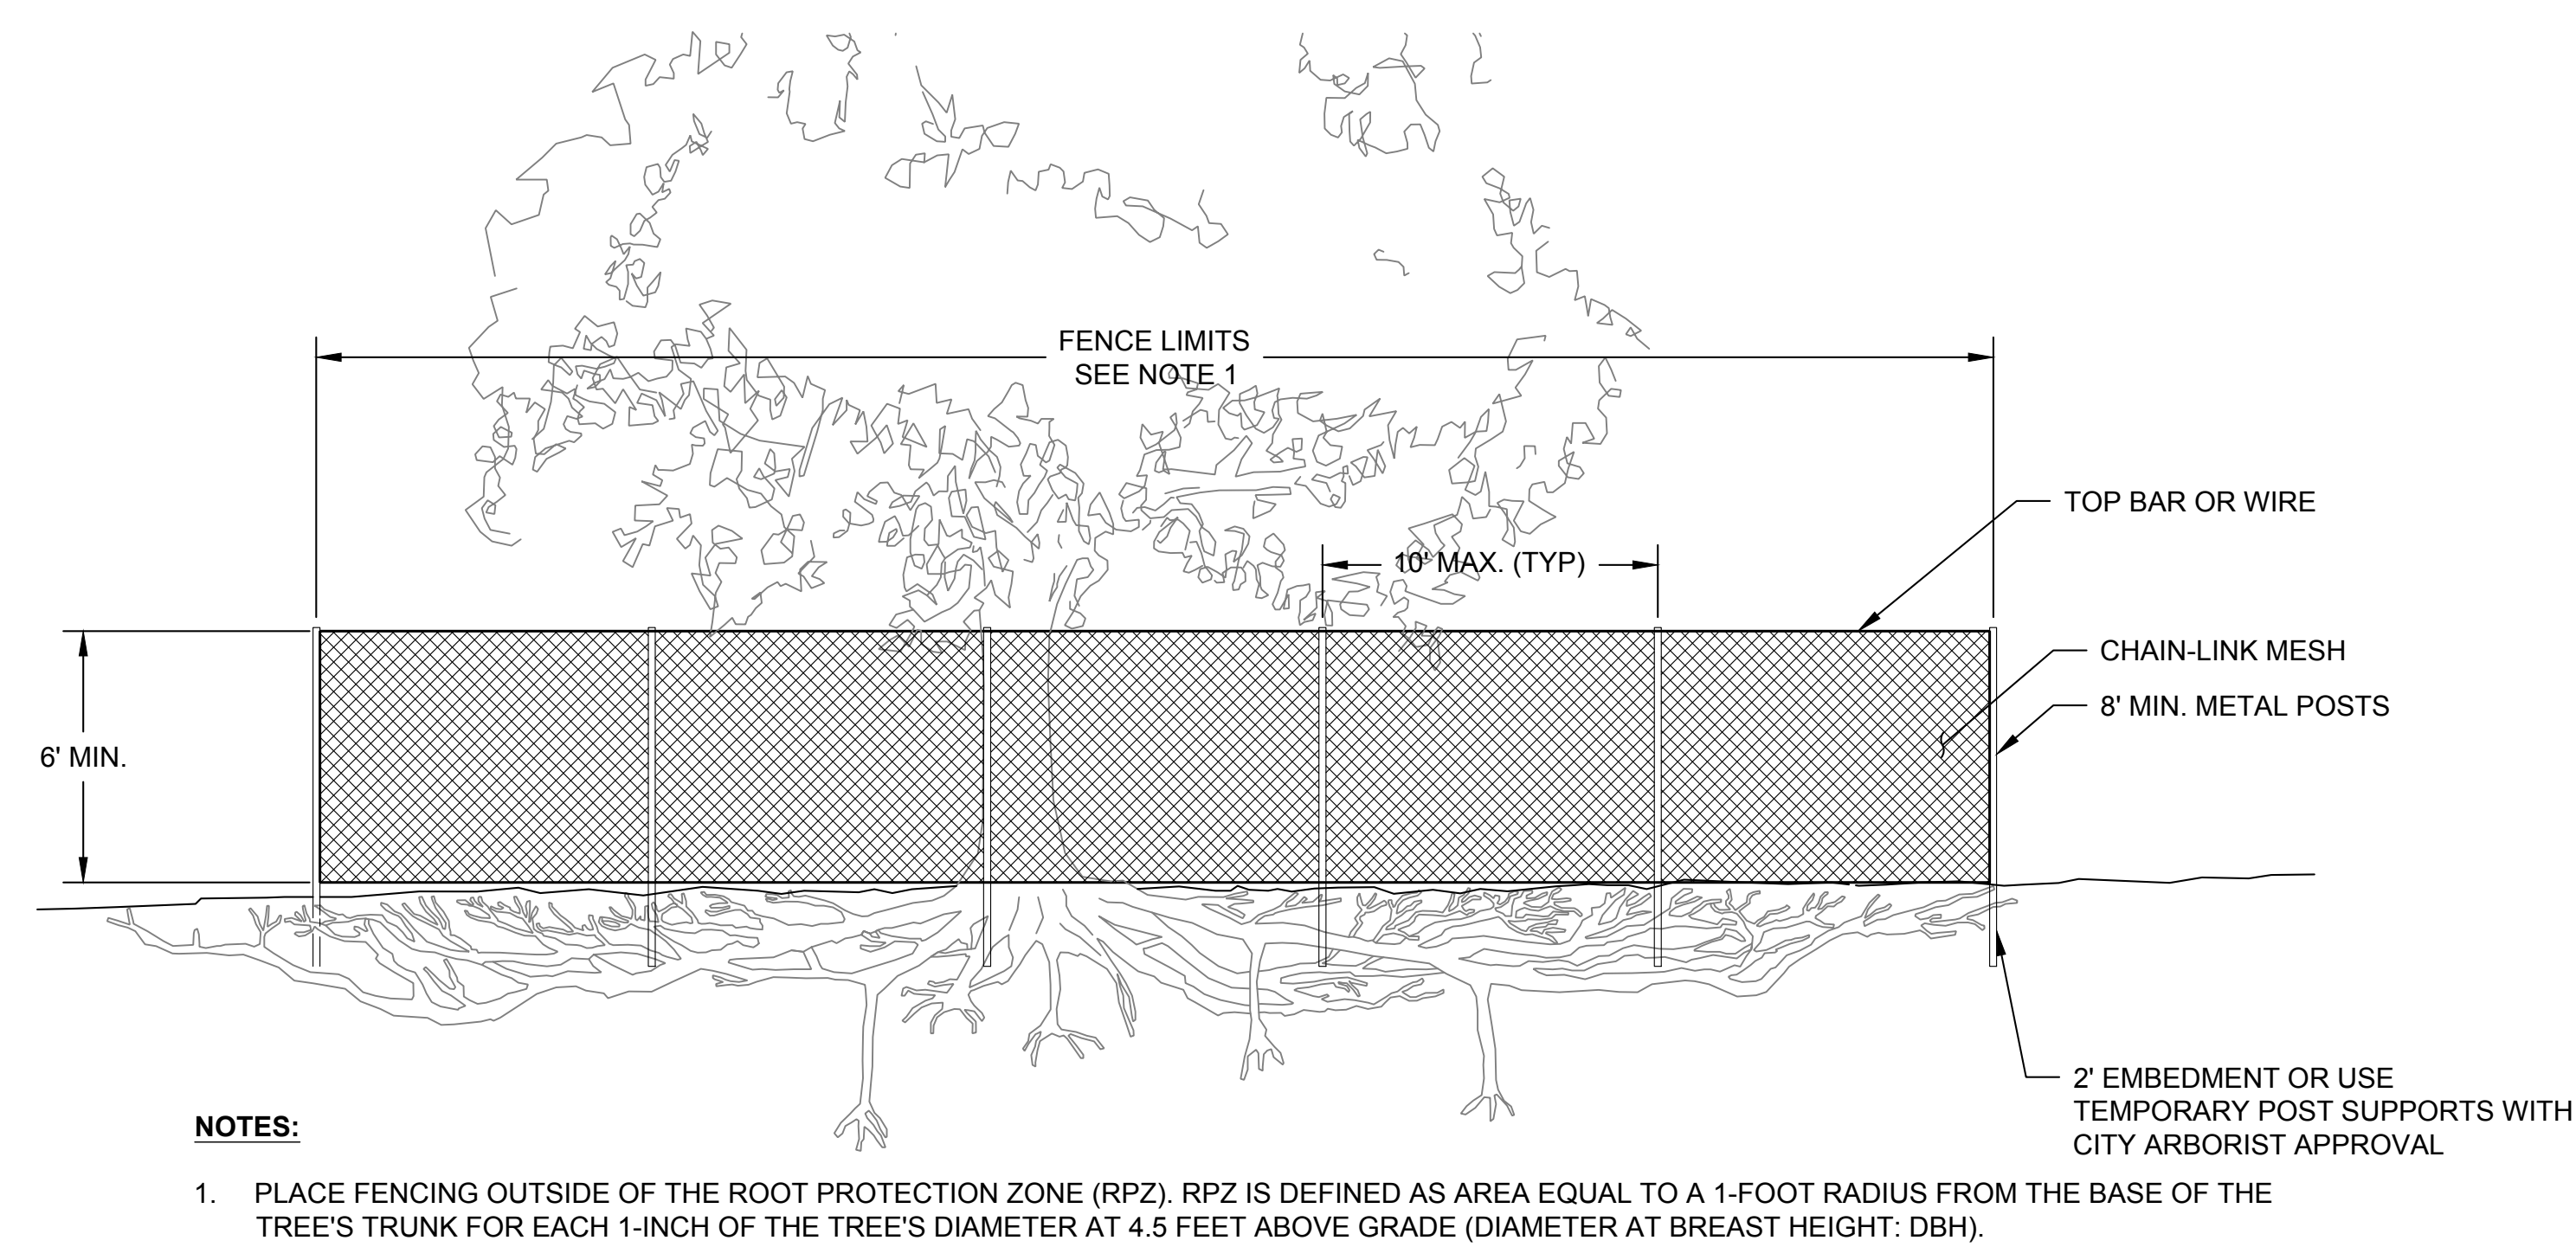 FENCE LIMITS
SEE NOTE 1
TOP BAR OR WIRE
10' MAX. (TYP)
CHAIN-LINK MESH
8' MIN. METAL POSTS
6' MIN.
2' EMBEDMENT OR USE
TEMPORARY POST SUPPORTS WITH
CITY ARBORIST APPROVAL
NOTES:
1. PLACE FENCING OUTSIDE OF THE ROOT PROTECTION ZONE (RPZ). RPZ IS DEFINED AS AREA EQUAL TO A 1-FOOT RADIUS FROM THE BASE OF THE
TREE'S TRUNK FOR EACH 1-INCH OF THE TREE'S DIAMETER AT 4.5 FEET ABOVE GRADE (DIAMETER AT BREAST HEIGHT: DBH).